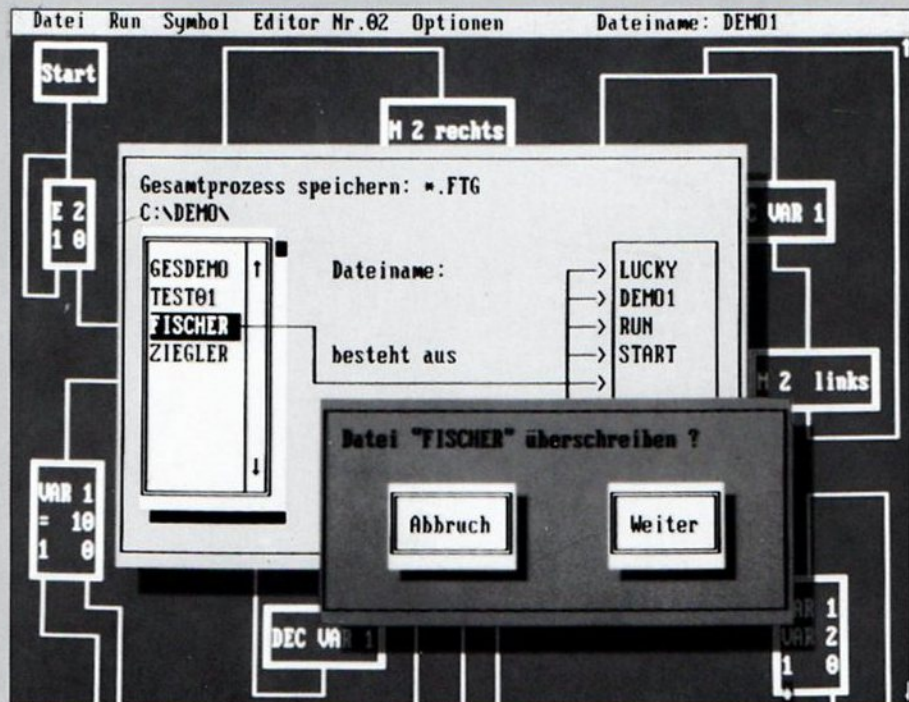 Datei Run Symbol Editor Nr.02 Optionen Dateiname: DEMO1
Start
M 2 rechts
E 2
1 0
VAR 1
Gesamtprozess speichern: *.FTG
C:\DEMO\
GESDEMO
TEST01
FISCHER
ZIEGLER
Dateiname:
besteht aus
LUCKY
DEMO1
RUN
START
M 2 links
Datei "FISCHER" überschreiben ?
Abbruch
Weiter
VAR 1
= 10
1 0
DEC VAR 1
VAR 1
VAR 2
1 0